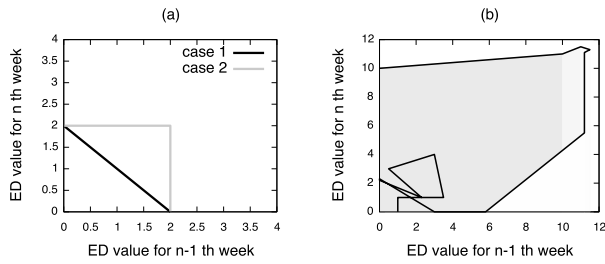 (a)
ED value for n th week
4
3.5
3
2.5
2
1.5
1
0.5
0
case 1
case 2
0 0.5 1 1.5 2 2.5 3 3.5 4
ED value for n-1 th week
(b)
ED value for n th week
12
10
8
6
4
2
0
0 2 4 6 8 10 12
ED value for n-1 th week